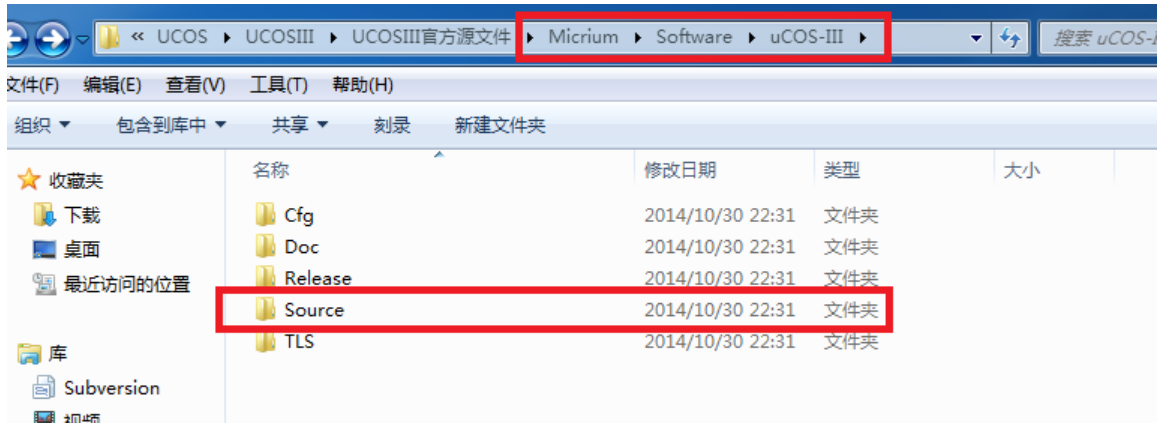 « UCOS ▸ UCOSIII ▸ UCOSIII官方源文件 ▸ Micrium ▸ Software ▸ uCOS-III ▸ 搜索 uCOS-I
文件(F) 编辑(E) 查看(V) 工具(T) 帮助(H)
组织 ▾ 包含到库中 ▾ 共享 ▾ 刻录 新建文件夹
收藏夹
下载
桌面
最近访问的位置
库
Subversion
视频
名称 修改日期 类型 大小
Cfg 2014/10/30 22:31 文件夹
Doc 2014/10/30 22:31 文件夹
Release 2014/10/30 22:31 文件夹
Source 2014/10/30 22:31 文件夹
TLS 2014/10/30 22:31 文件夹